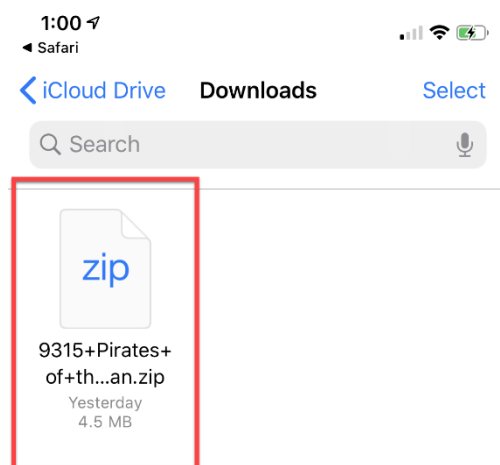 1:00
Safari
iCloud Drive Downloads Select
Search
zip
9315+Pirates+
of+th...an.zip
Yesterday
4.5 MB